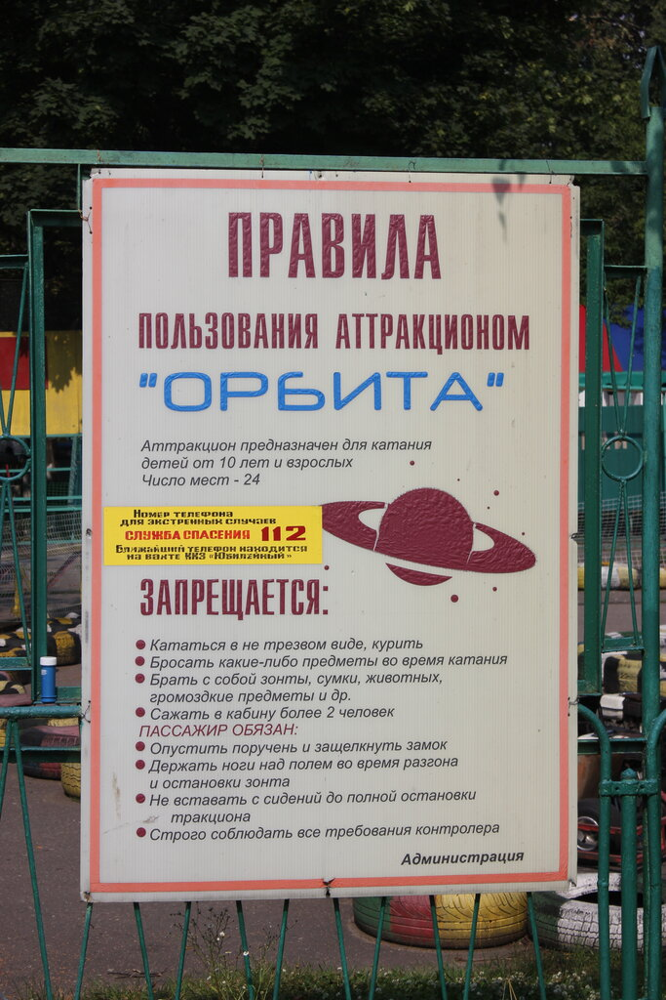 ПРАВИЛА
ПОЛЬЗОВАНИЯ АТТРАКЦИОНОМ
"ОРБИТА"
Аттракцион предназначен для катания
детей от 10 лет и взрослых
Число мест - 24
Номер телефона
для экстренных случаев
СЛУЖБА СПАСЕНИЯ 112
Ближайший телефон находится
на вахте ККЗ «Юбилейный»
ЗАПРЕЩАЕТСЯ:
• Кататься в не трезвом виде, курить
• Бросать какие-либо предметы во время катания
• Брать с собой зонты, сумки, животных,
громоздкие предметы и др.
• Сажать в кабину более 2 человек
ПАССАЖИР ОБЯЗАН:
• Опустить поручень и защелкнуть замок
• Держать ноги над полем во время разгона
и остановки зонта
• Не вставать с сидений до полной остановки
тракциона
• Строго соблюдать все требования контролера
Администрация